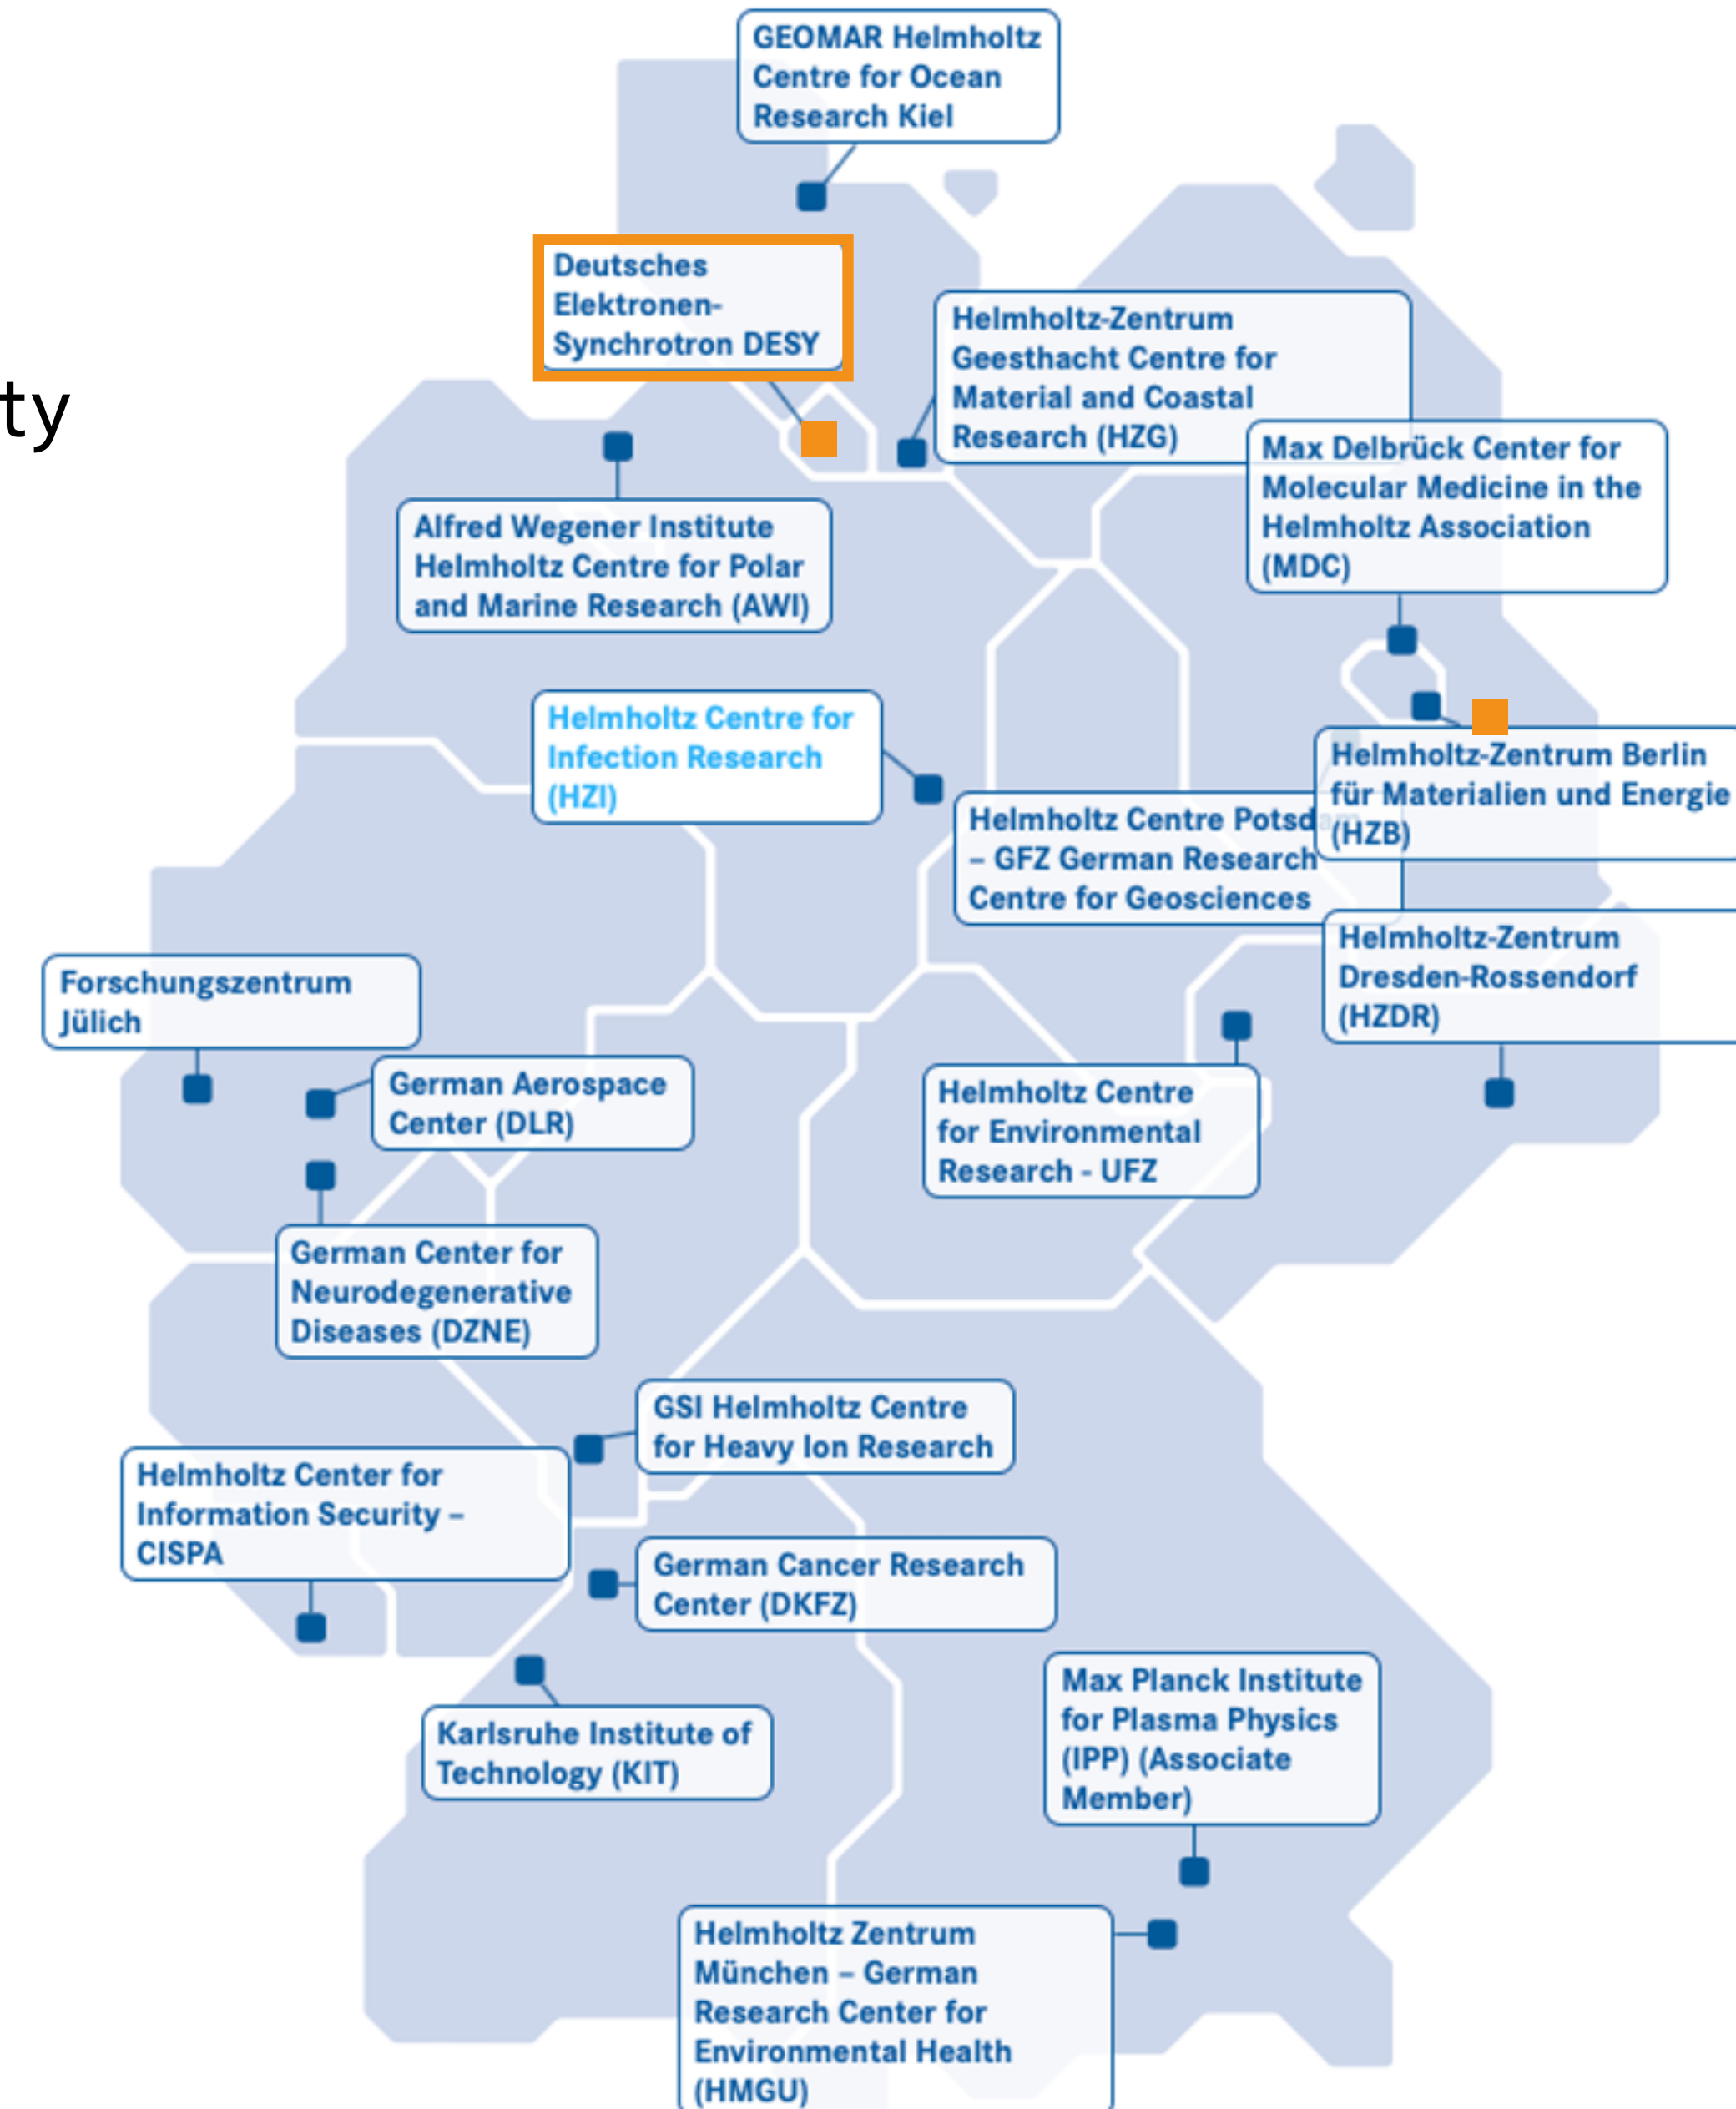 GEOMAR Helmholtz
Centre for Ocean
Research Kiel
Deutsches
Elektronen-
Synchrotron DESY
Helmholtz-Zentrum
Geesthacht Centre for
Material and Coastal
Research (HZG)
ty
Max Delbrück Center for
Molecular Medicine in the
Helmholtz Association
(MDC)
Alfred Wegener Institute
Helmholtz Centre for Polar
and Marine Research (AWI)
Helmholtz Centre for
Infection Research
(HZI)
Helmholtz-Zentrum Berlin
für Materialien und Energie
(HZB)
Helmholtz Centre Potsdam
– GFZ German Research
Centre for Geosciences
Helmholtz-Zentrum
Dresden-Rossendorf
(HZDR)
Forschungszentrum
Jülich
German Aerospace
Center (DLR)
Helmholtz Centre
for Environmental
Research - UFZ
German Center for
Neurodegenerative
Diseases (DZNE)
GSI Helmholtz Centre
for Heavy Ion Research
Helmholtz Center for
Information Security –
CISPA
German Cancer Research
Center (DKFZ)
Karlsruhe Institute of
Technology (KIT)
Max Planck Institute
for Plasma Physics
(IPP) (Associate
Member)
Helmholtz Zentrum
München – German
Research Center for
Environmental Health
(HMGU)